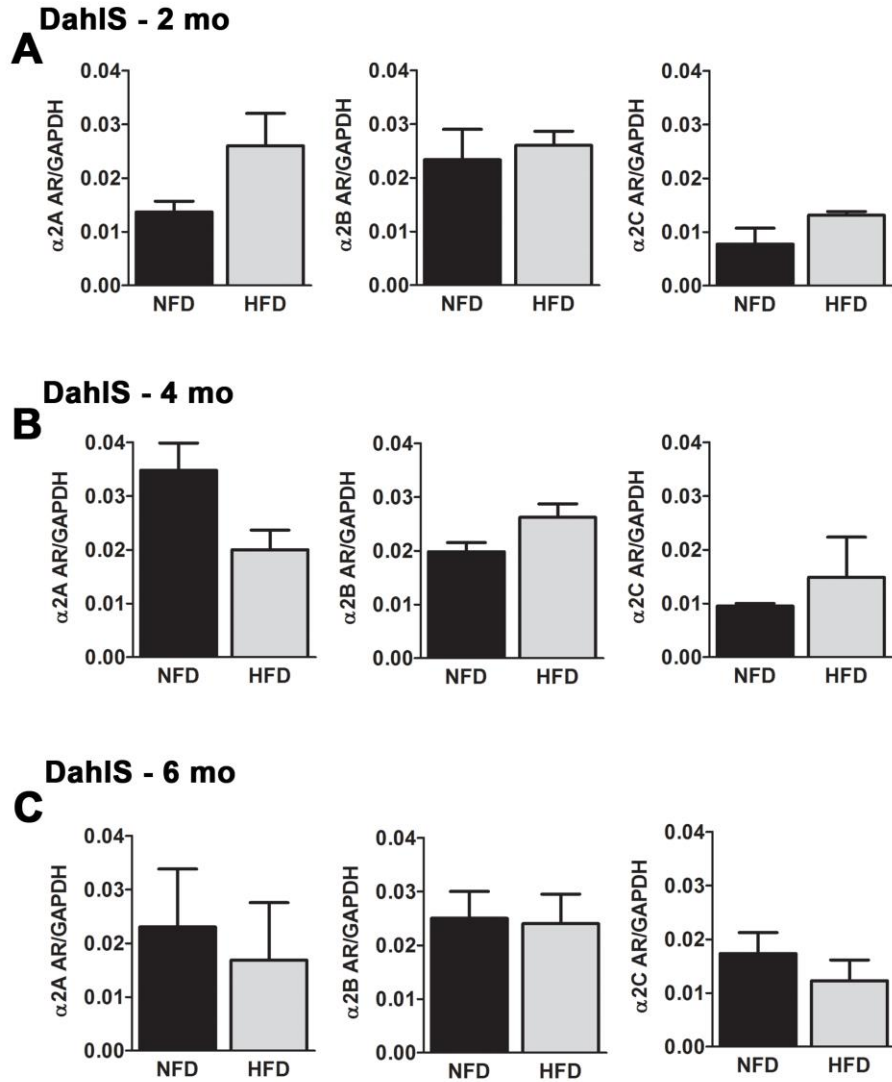 DahlS - 2 mo
A
α2A AR/GAPDH
0.04
0.03
0.02
0.01
0.00
NFD HFD
α2B AR/GAPDH
0.04
0.03
0.02
0.01
0.00
NFD HFD
α2C AR/GAPDH
0.04
0.03
0.02
0.01
0.00
NFD HFD
DahlS - 4 mo
B
α2A AR/GAPDH
0.04
0.03
0.02
0.01
0.00
NFD HFD
α2B AR/GAPDH
0.04
0.03
0.02
0.01
0.00
NFD HFD
α2C AR/GAPDH
0.04
0.03
0.02
0.01
0.00
NFD HFD
DahlS - 6 mo
C
α2A AR/GAPDH
0.04
0.03
0.02
0.01
0.00
NFD HFD
α2B AR/GAPDH
0.04
0.03
0.02
0.01
0.00
NFD HFD
α2C AR/GAPDH
0.04
0.03
0.02
0.01
0.00
NFD HFD